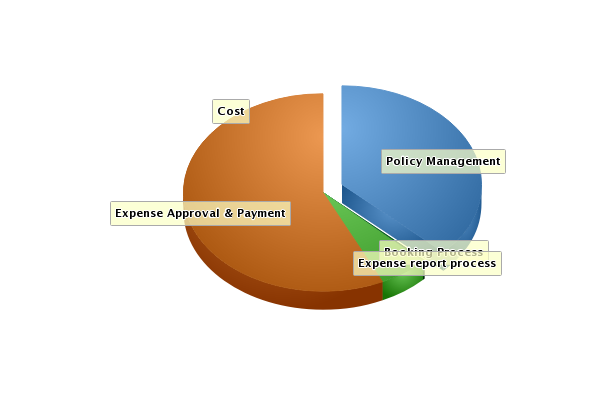 Cost
Policy Management
Expense Approval & Payment
Booking Process
Expense report process